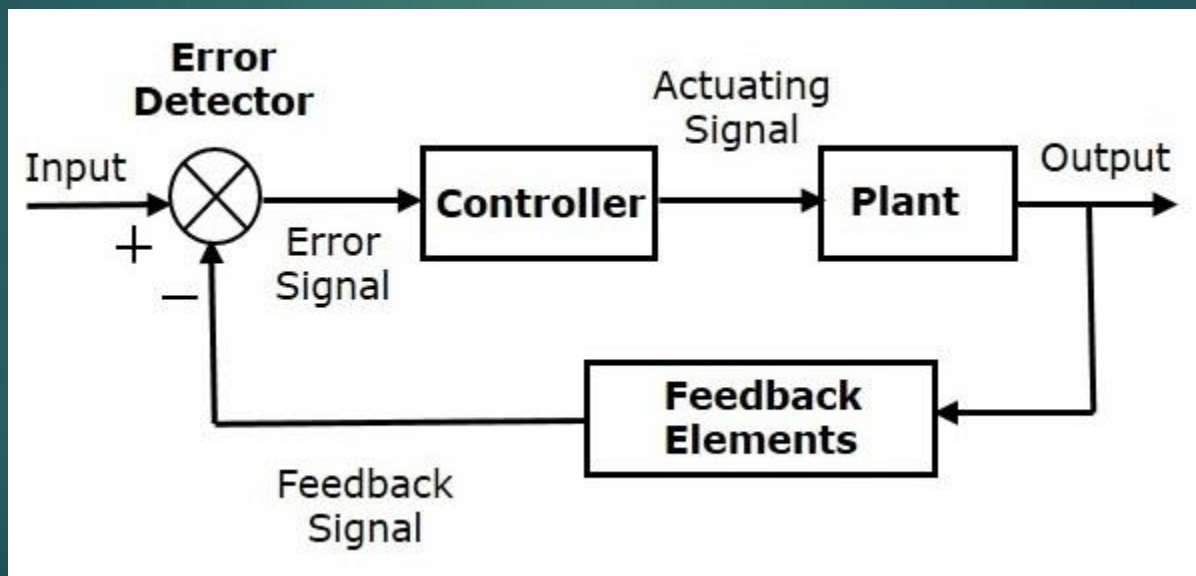 Error
Detector
Input
+
−
Error
Signal
Controller
Actuating
Signal
Plant
Output
Feedback
Elements
Feedback
Signal